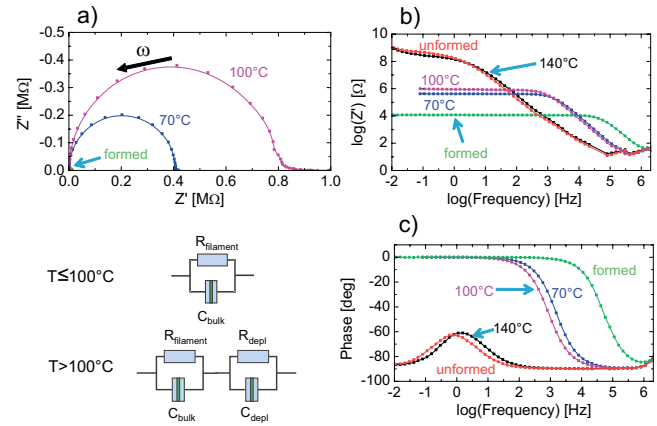 a)
-0.5
-0.4
-0.3
-0.2
-0.1
0.0
Z'' [MΩ]
ω
100°C
70°C
formed
0.0 0.2 0.4 0.6 0.8 1.0
Z' [MΩ]
b)
10
8
6
4
2
0
log(Z') [Ω]
unformed
140°C
100°C
70°C
formed
-2 -1 0 1 2 3 4 5 6
log(Frequency) [Hz]
T≤100°C
R_filament
C_bulk
T>100°C
R_filament R_depl
C_bulk C_depl
c)
0
-20
-40
-60
-80
-100
Phase [deg]
formed
100°C
70°C
140°C
unformed
-2 -1 0 1 2 3 4 5 6
log(Frequency) [Hz]